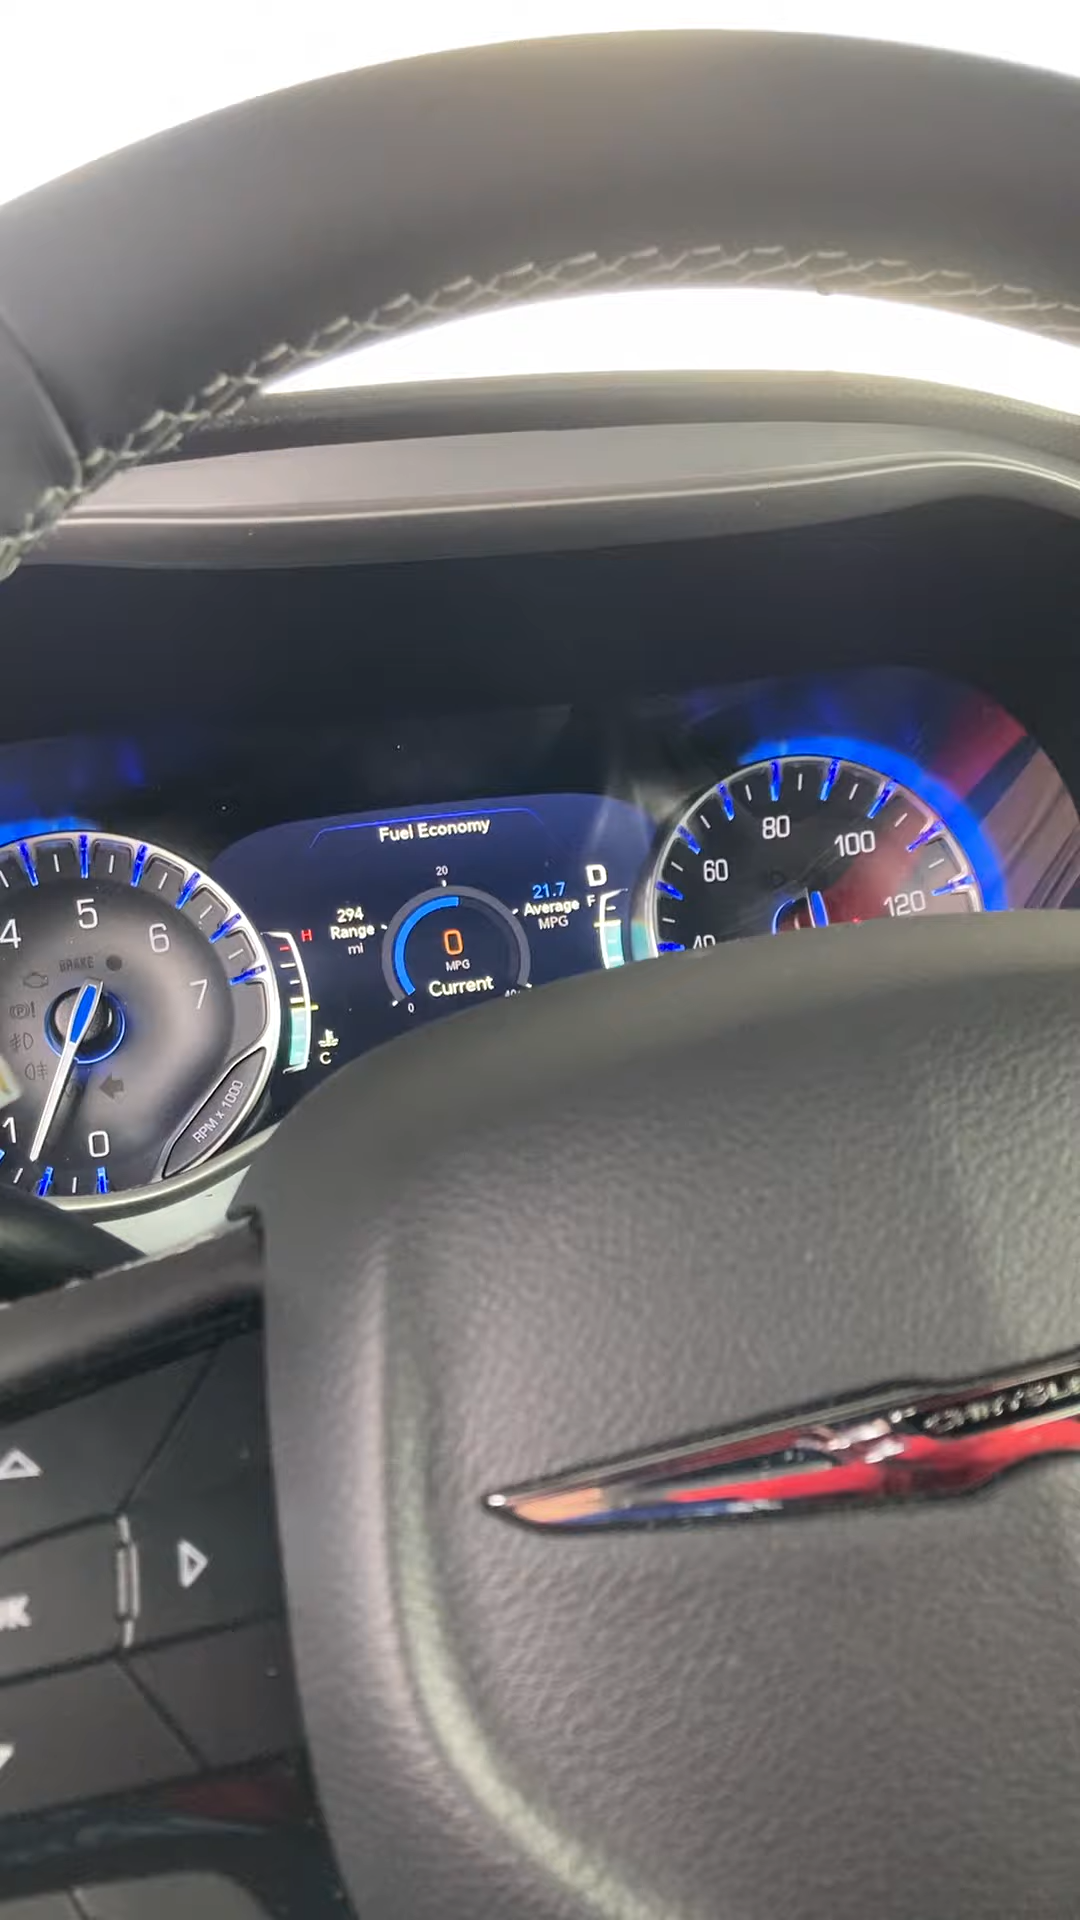 Fuel Economy
20
294
Range
mi
0
MPG
Current
0
21.7
Average
MPG
D
F
H
C
4
5
6
7
BRAKE
1
0
RPM x 1000
40
60
80
100
120
CHRYSLE